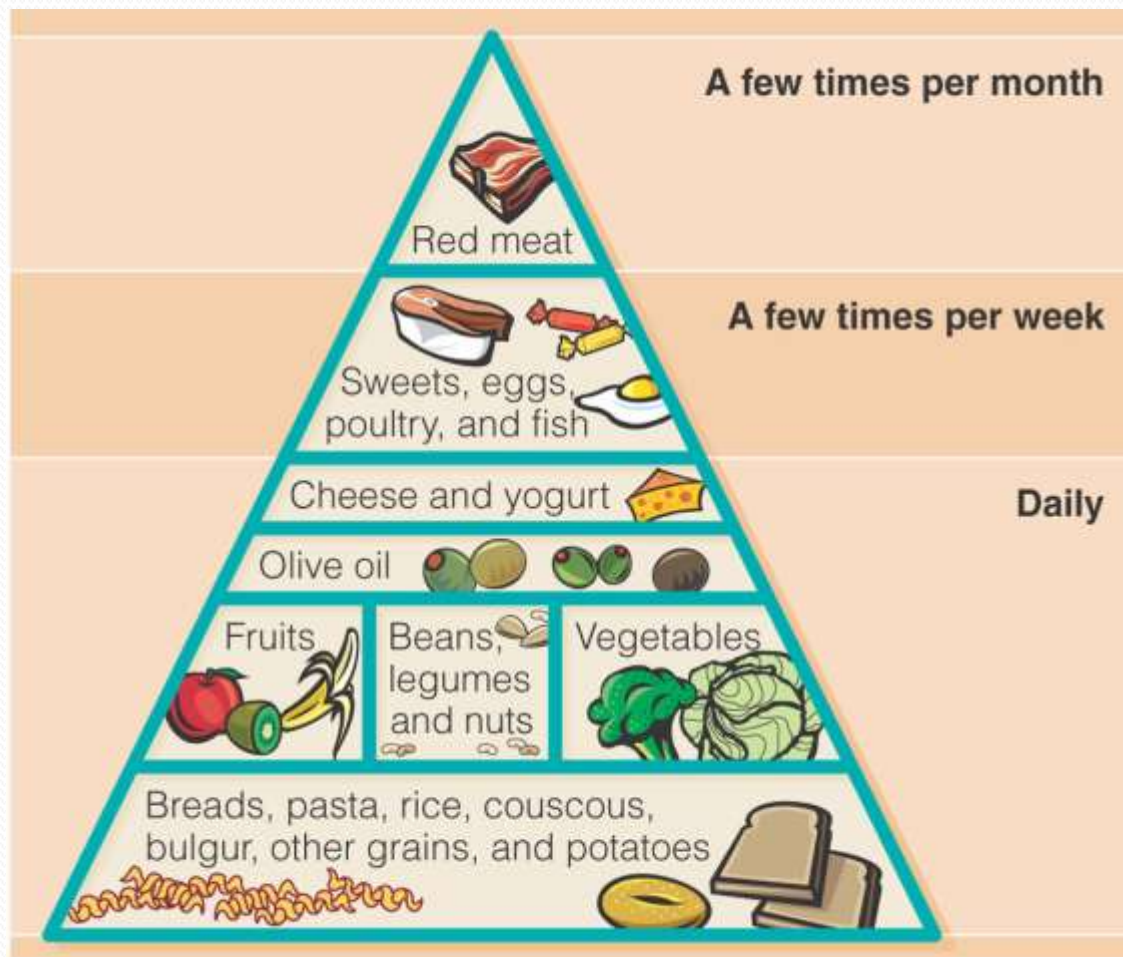 A few times per month
Red meat
A few times per week
Sweets, eggs,
poultry, and fish
Cheese and yogurt
Daily
Olive oil
Fruits
Beans,
legumes
and nuts
Vegetables
Breads, pasta, rice, couscous,
bulgur, other grains, and potatoes